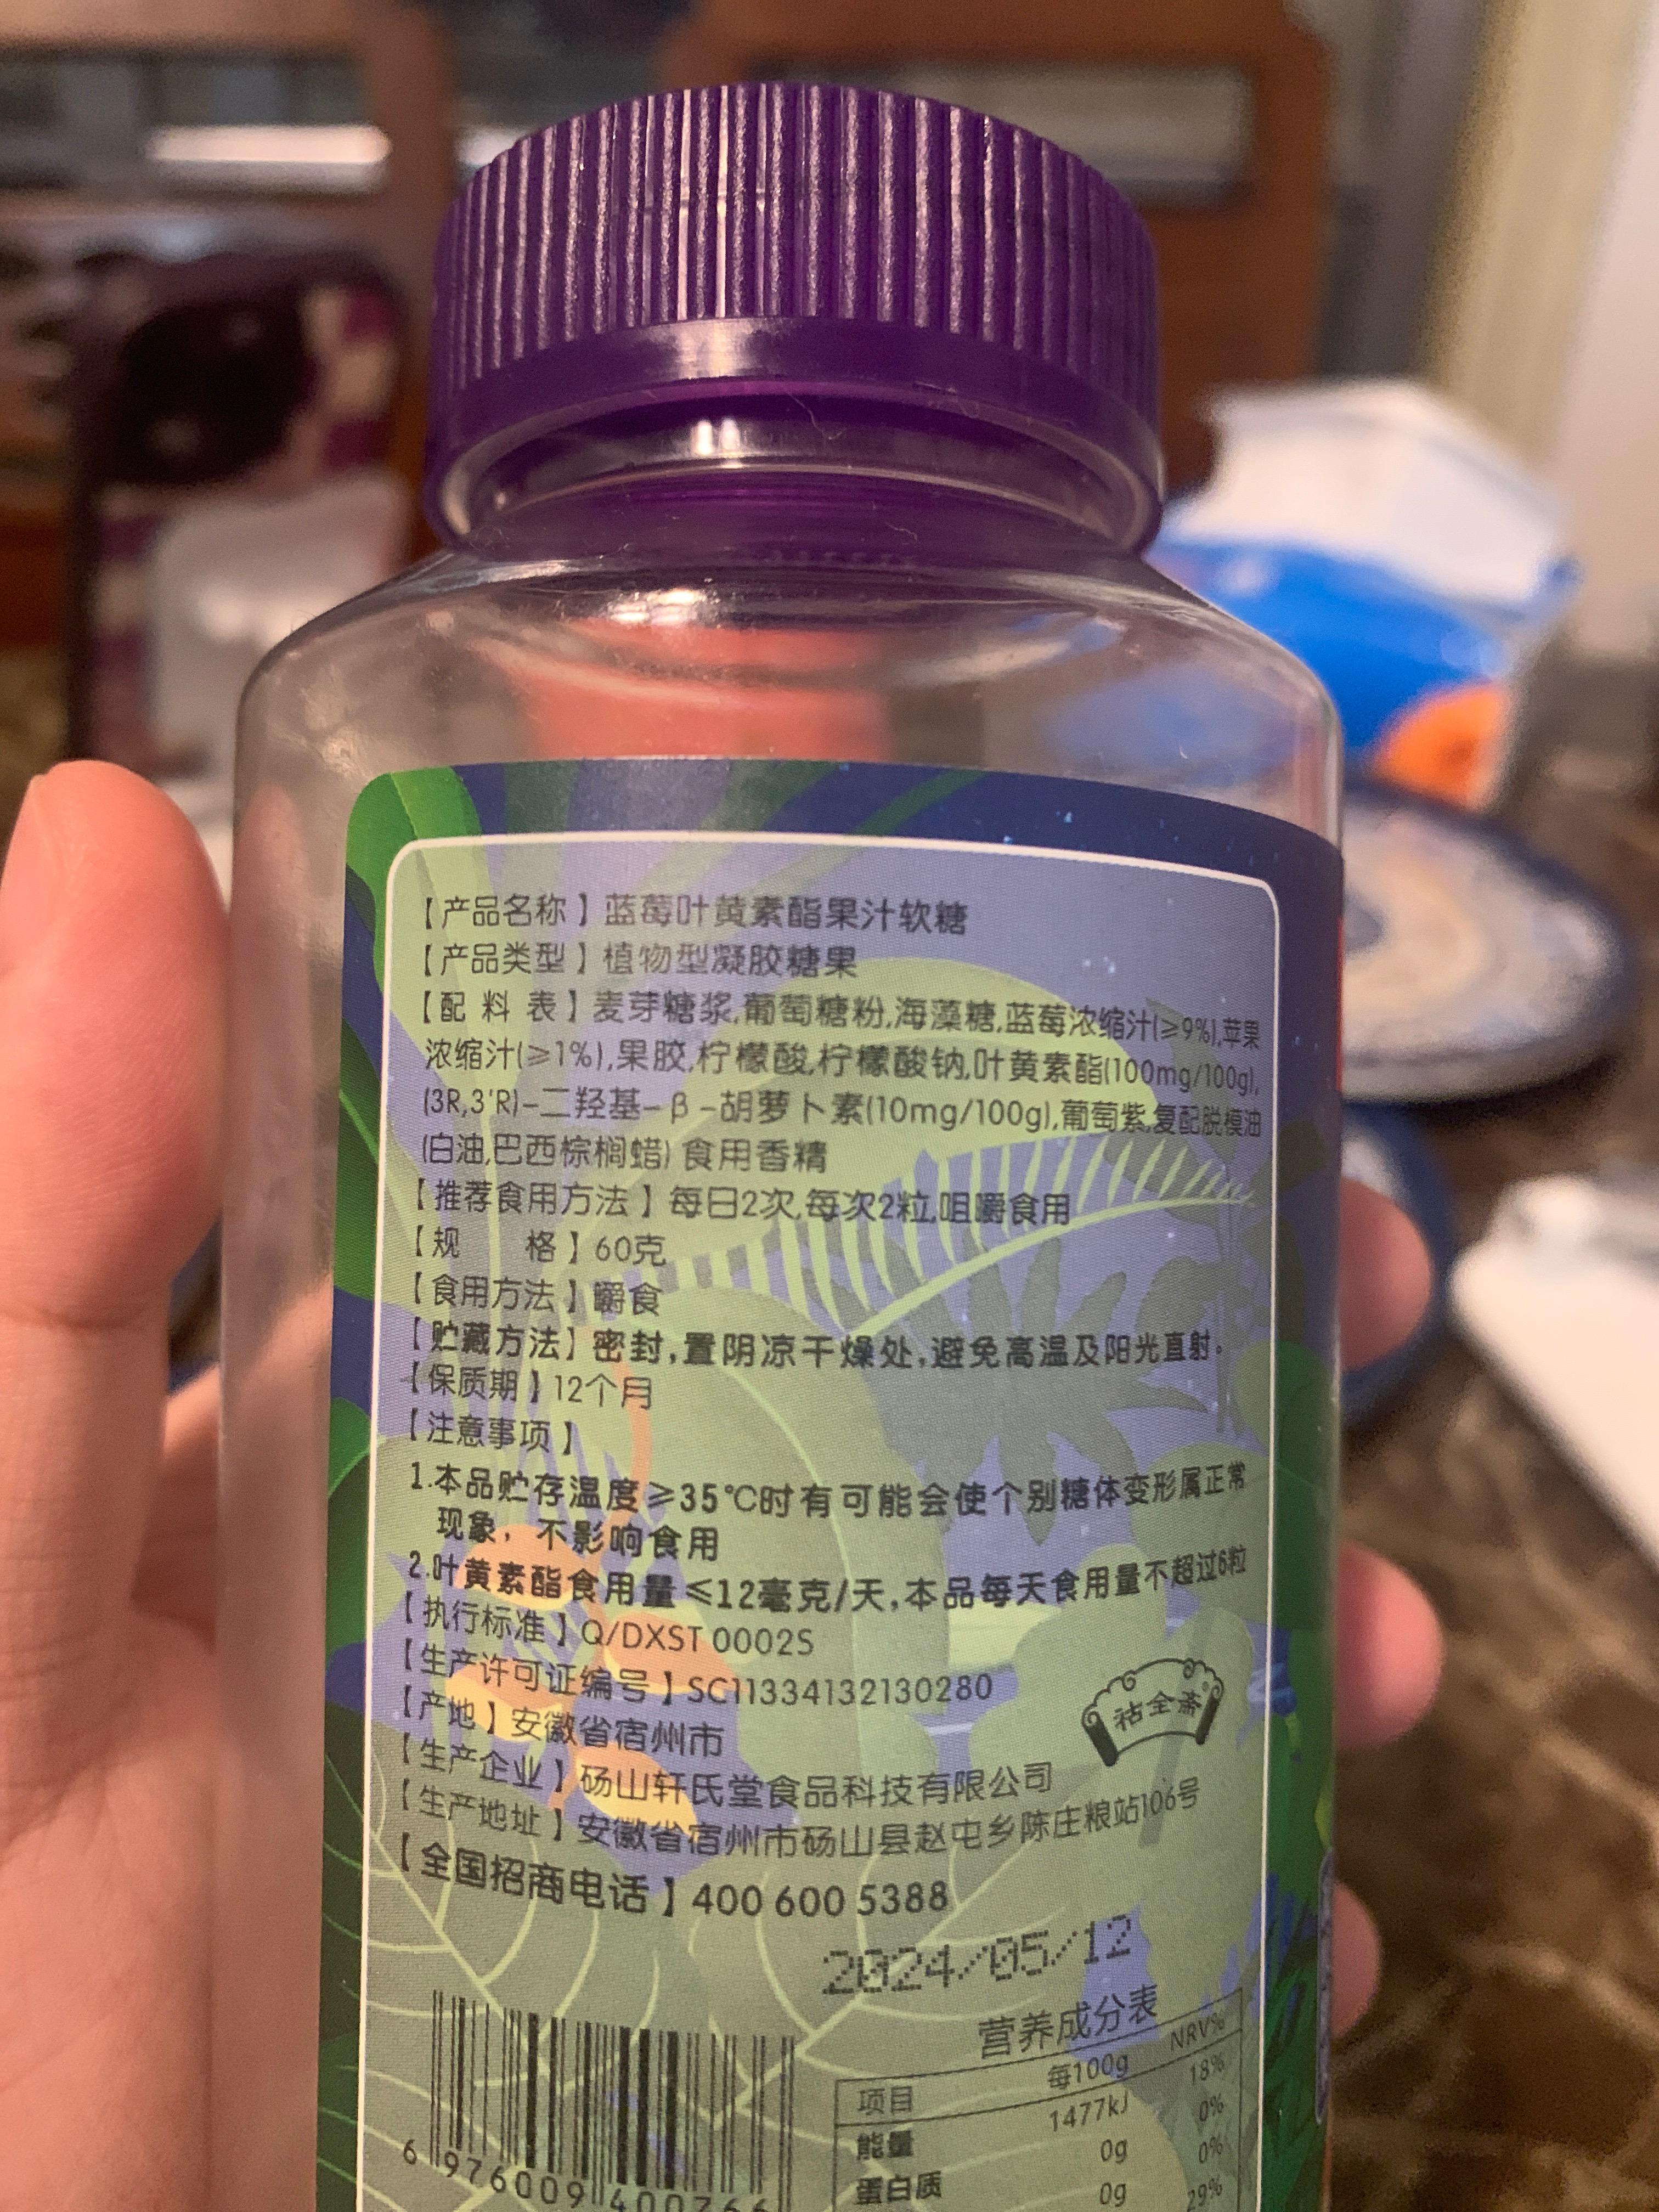 【产品名称】蓝莓叶黄素酯果汁软糖
【产品类型】植物型凝胶糖果
【配 料 表】麦芽糖浆,葡萄糖粉,海藻糖,蓝莓浓缩汁(≥9%),苹果
浓缩汁(≥1%),果胶,柠檬酸,柠檬酸钠,叶黄素酯(100mg/100g),
(3R,3'R)-二羟基-β-胡萝卜素(10mg/100g),葡萄紫,复配脱模油
(白油,巴西棕榈蜡) 食用香精
【推荐食用方法】每日2次,每次2粒,咀嚼食用
【规 格】60克
【食用方法】嚼食
【贮藏方法】密封,置阴凉干燥处,避免高温及阳光直射。
【保质期】12个月
【注意事项】
1.本品贮存温度≥35℃时有可能会使个别糖体变形属正常
现象，不影响食用
2.叶黄素酯食用量≤12毫克/天,本品每天食用量不超过6粒
【执行标准】Q/DXST 0002S
【生产许可证编号】SC11334132130280
【产地】安徽省宿州市
祜全斋
【生产企业】砀山轩氏堂食品科技有限公司
【生产地址】安徽省宿州市砀山县赵屯乡陈庄粮站106号
【全国招商电话】400 600 5388
2024/05/12
营养成分表
项目 每100g NRV%
能量 1477kJ 18%
蛋白质 0g 0%
0g 0%
29%
6 976009 400766